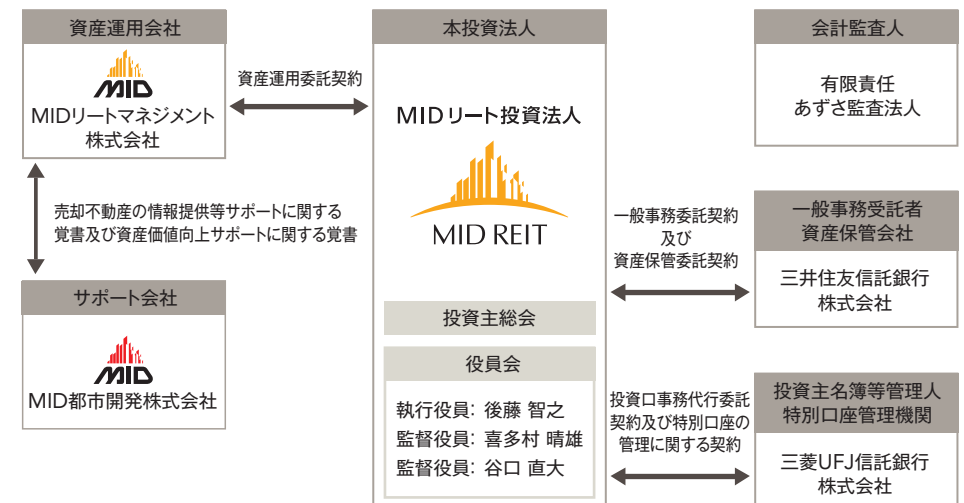 資産運用会社
MID
MIDリートマネジメント
株式会社
資産運用委託契約
売却不動産の情報提供等サポートに関する
覚書及び資産価値向上サポートに関する覚書
サポート会社
MID
MID都市開発株式会社
本投資法人
MIDリート投資法人
MID REIT
投資主総会
役員会
執行役員: 後藤 智之
監督役員: 喜多村 晴雄
監督役員: 谷口 直大
会計監査人
有限責任
あずさ監査法人
一般事務委託契約
及び
資産保管委託契約
一般事務受託者
資産保管会社
三井住友信託銀行
株式会社
投資口事務代行委託
契約及び特別口座の
管理に関する契約
投資主名簿等管理人
特別口座管理機関
三菱UFJ信託銀行
株式会社